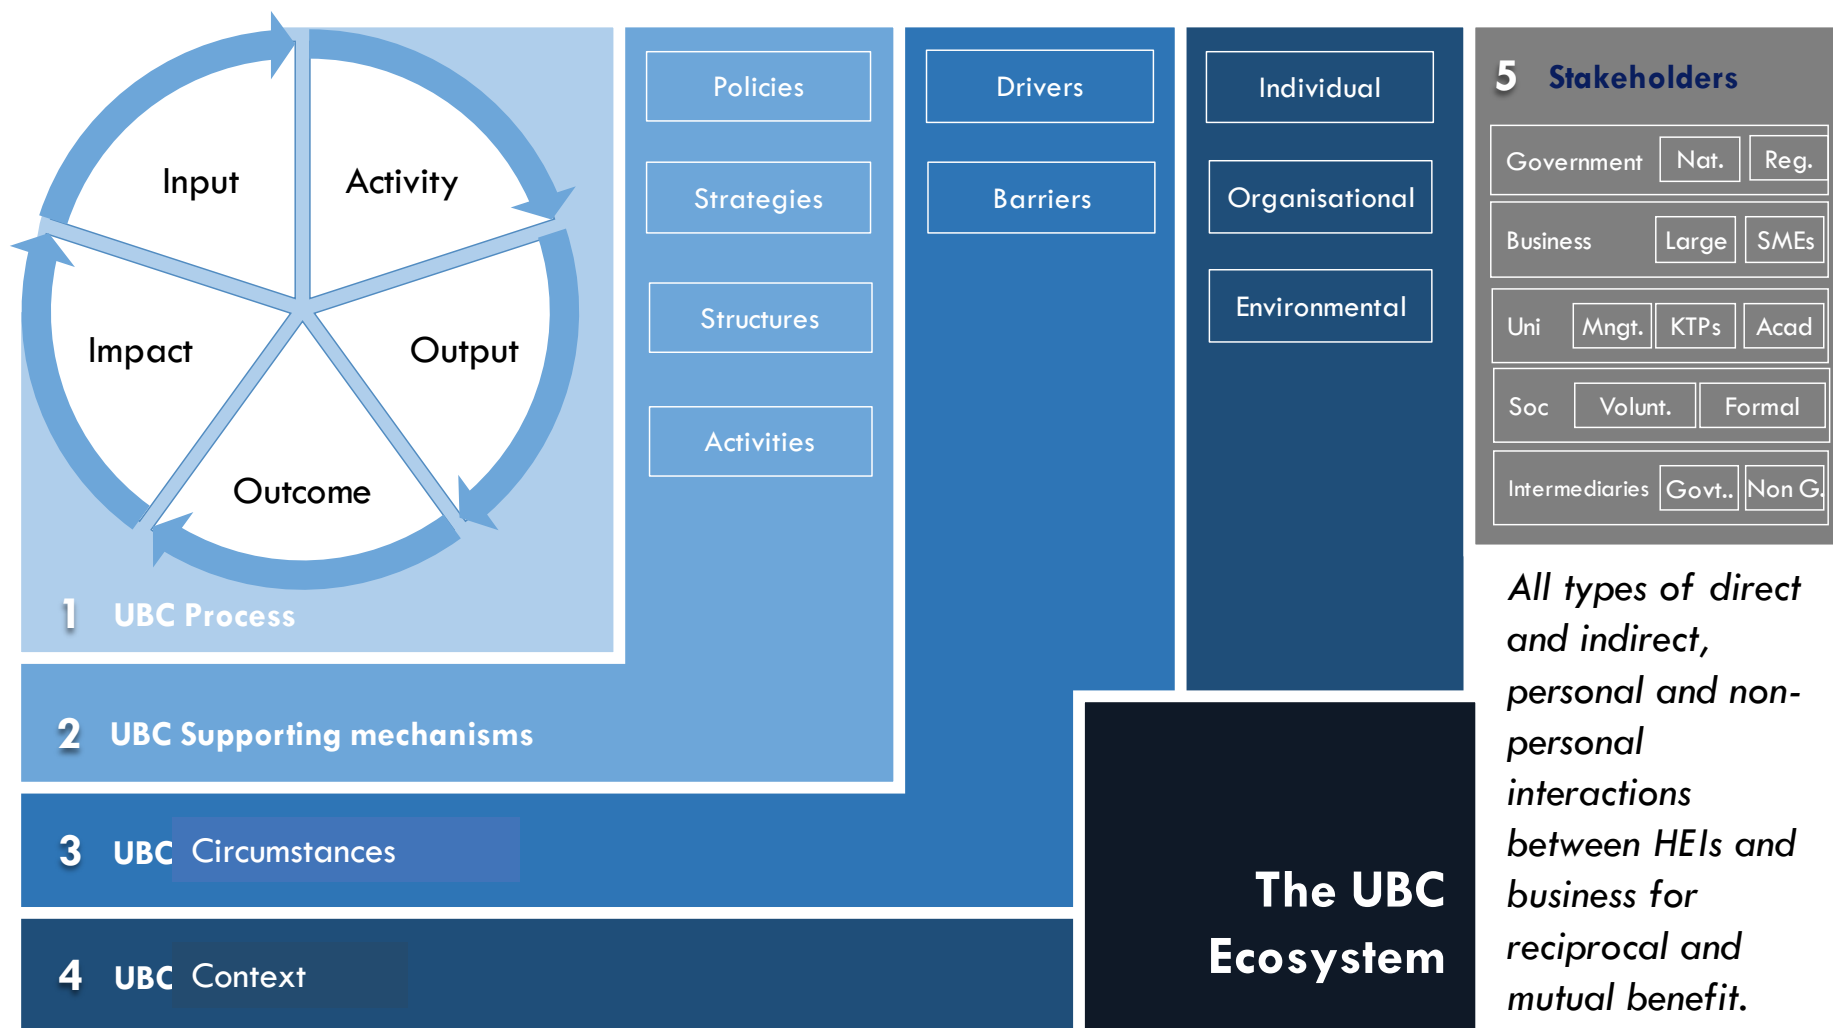 Input
Activity
Output
Outcome
Impact
1 UBC Process
Policies
Strategies
Structures
Activities
2 UBC Supporting mechanisms
Drivers
Barriers
3 UBC Circumstances
Individual
Organisational
Environmental
4 UBC Context
The UBC
Ecosystem
5 Stakeholders
Government Nat. Reg.
Business Large SMEs
Uni Mngt. KTPs Acad
Soc Volunt. Formal
Intermediaries Govt.. Non G.
All types of direct
and indirect,
personal and non-
personal
interactions
between HEIs and
business for
reciprocal and
mutual benefit.